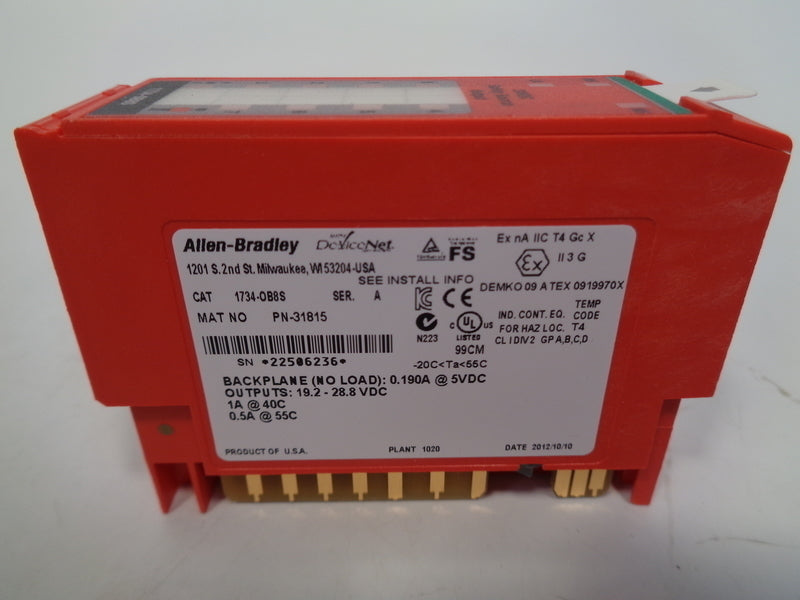 Allen-Bradley
DeviceNet
FS
Ex nA IIC T4 Gc X
1201 S. 2nd St. Milwaukee, WI 53204-USA
Ex
II 3 G
SEE INSTALL INFO
DEMKO 09 ATEX 0919970X
CAT 1734-OB8S SER. A
CE
MAT NO PN-31815
N223
C UL US
LISTED
99CM
IND. CONT. EQ.
FOR HAZ LOC.
CL I DIV2 GP A,B,C,D
TEMP
CODE
T4
SN *22506236*
-20C<Ta<55C
BACKPLANE (NO LOAD): 0.190A @ 5VDC
OUTPUTS: 19.2 - 28.8 VDC
1A @ 40C
0.5A @ 55C
PRODUCT OF U.S.A. PLANT 1020 DATE 2012/10/10